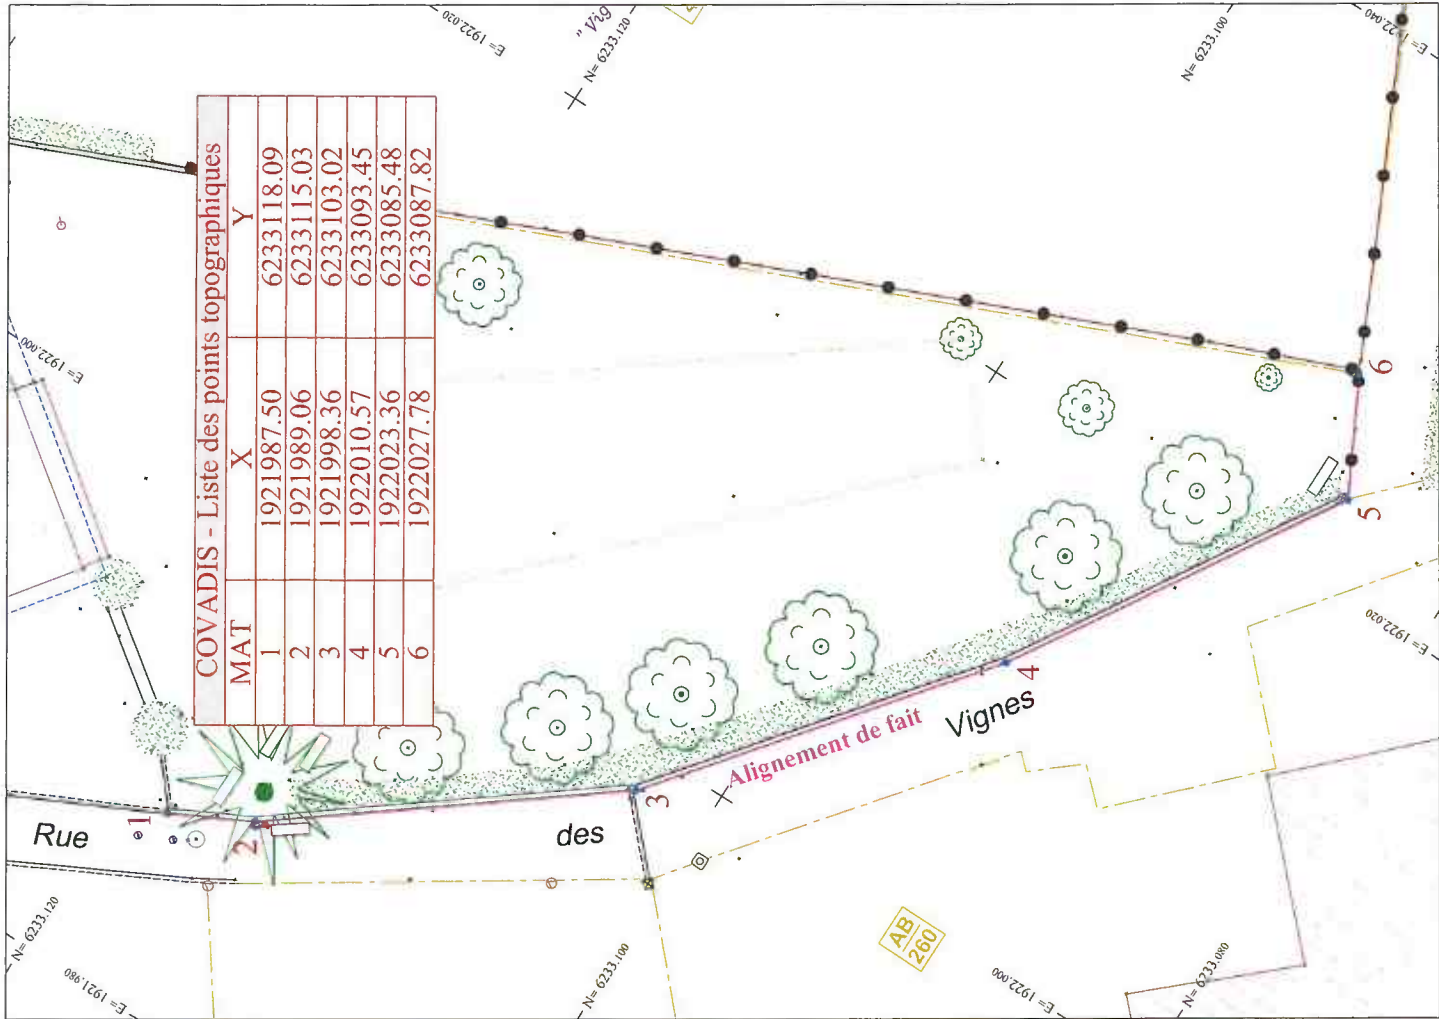 E= 1922.020
"Vig
N= 6233.120
N= 6233.100
E= 1922.040
E= 1922.000
COVADIS - Liste des points topographiques
MAT X Y
1 1921987.50 6233118.09
2 1921989.06 6233115.03
3 1921998.36 6233103.02
4 1922010.57 6233093.45
5 1922023.36 6233085.48
6 1922027.78 6233087.82
6
5
4
3
2
1
Rue des Vignes
Alignement de fait
E= 1922.020
N= 6233.120
E= 1921.980
N= 6233.100
AB
260
E= 1922.000
N= 6233.080